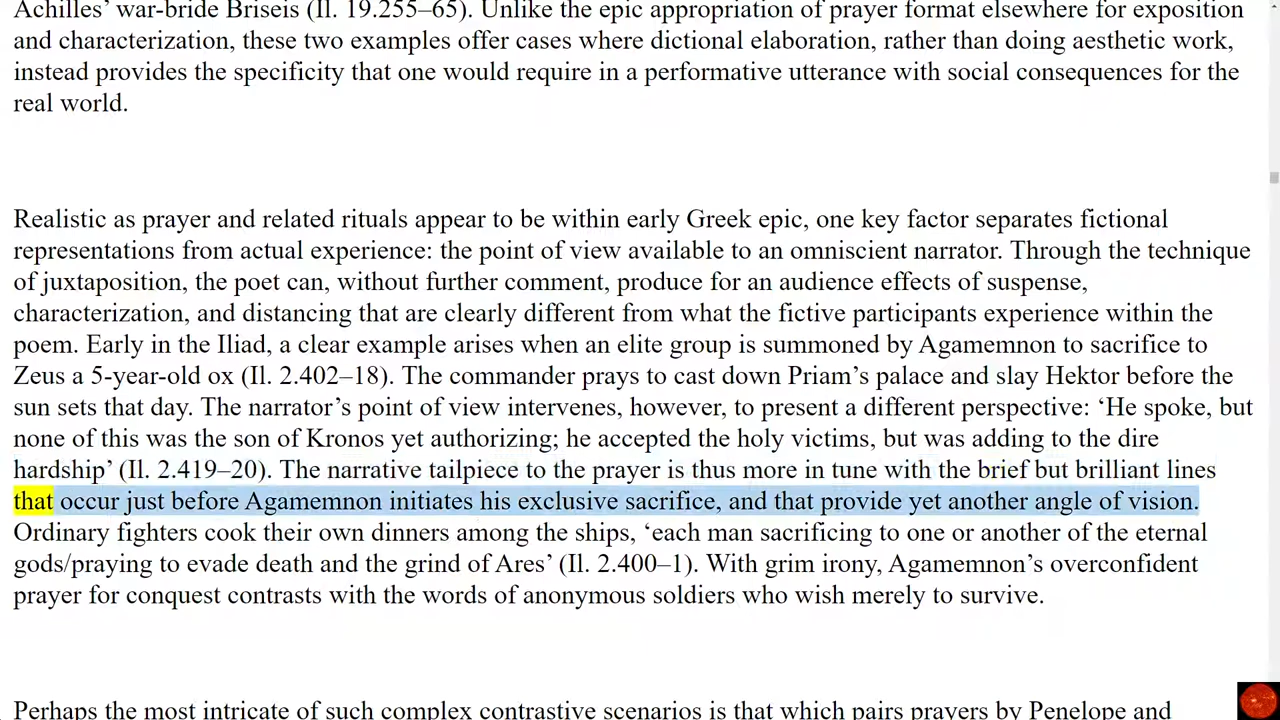 Achilles’ war-bride Briseis (Il. 19.255–65). Unlike the epic appropriation of prayer format elsewhere for exposition
and characterization, these two examples offer cases where dictional elaboration, rather than doing aesthetic work,
instead provides the specificity that one would require in a performative utterance with social consequences for the
real world.
Realistic as prayer and related rituals appear to be within early Greek epic, one key factor separates fictional
representations from actual experience: the point of view available to an omniscient narrator. Through the technique
of juxtaposition, the poet can, without further comment, produce for an audience effects of suspense,
characterization, and distancing that are clearly different from what the fictive participants experience within the
poem. Early in the Iliad, a clear example arises when an elite group is summoned by Agamemnon to sacrifice to
Zeus a 5-year-old ox (Il. 2.402–18). The commander prays to cast down Priam’s palace and slay Hektor before the
sun sets that day. The narrator’s point of view intervenes, however, to present a different perspective: ‘He spoke, but
none of this was the son of Kronos yet authorizing; he accepted the holy victims, but was adding to the dire
hardship’ (Il. 2.419–20). The narrative tailpiece to the prayer is thus more in tune with the brief but brilliant lines
that occur just before Agamemnon initiates his exclusive sacrifice, and that provide yet another angle of vision.
Ordinary fighters cook their own dinners among the ships, ‘each man sacrificing to one or another of the eternal
gods/praying to evade death and the grind of Ares’ (Il. 2.400–1). With grim irony, Agamemnon’s overconfident
prayer for conquest contrasts with the words of anonymous soldiers who wish merely to survive.
Perhaps the most intricate of such complex contrastive scenarios is that which pairs prayers by Penelope and